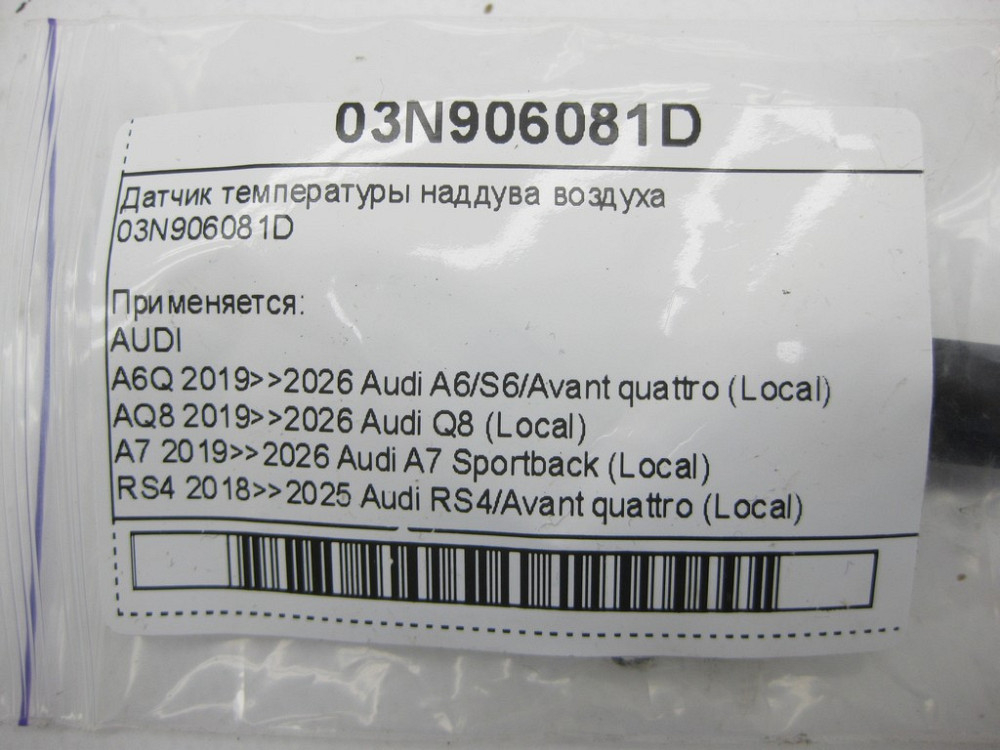 03N906081D
Датчик температуры наддува воздуха
03N906081D
Применяется:
AUDI
A6Q 2019>>2026 Audi A6/S6/Avant quattro (Local)
AQ8 2019>>2026 Audi Q8 (Local)
A7 2019>>2026 Audi A7 Sportback (Local)
RS4 2018>>2025 Audi RS4/Avant quattro (Local)